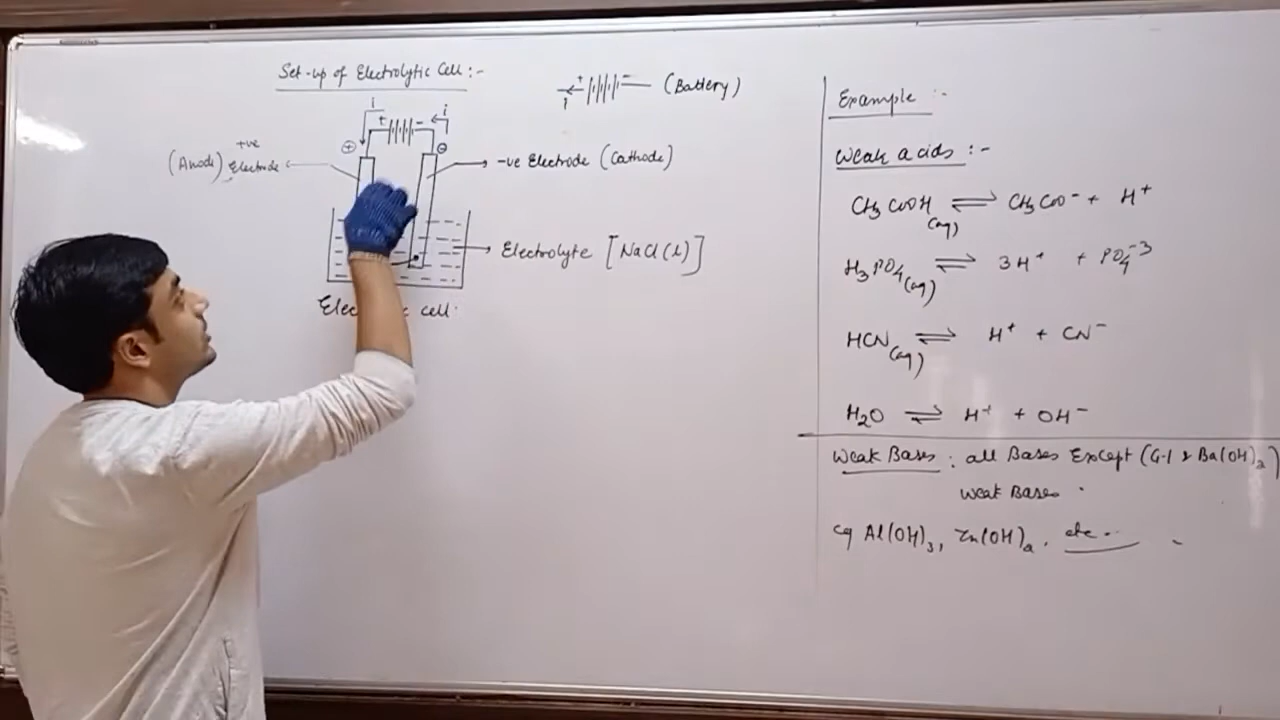 Set-up of Electrolytic Cell :-
+ - (Battery)
i
i i
+ -
⊕ ⊖
+ve
(Anode) Electrode
-ve Electrode (Cathode)
Electrolyte [NaCl(l)]
Elec c cell.
Example :-
Weak acids :-
CH3COOH(aq) ⇌ CH3COO- + H+
H3PO4(aq) ⇌ 3H+ + PO4-3
HCN(aq) ⇌ H+ + CN-
H2O ⇌ H+ + OH-
Weak Bases : all Bases Except (G-1 & Ba(OH)2)
Weak Bases .
eg Al(OH)3, Zn(OH)2. etc..